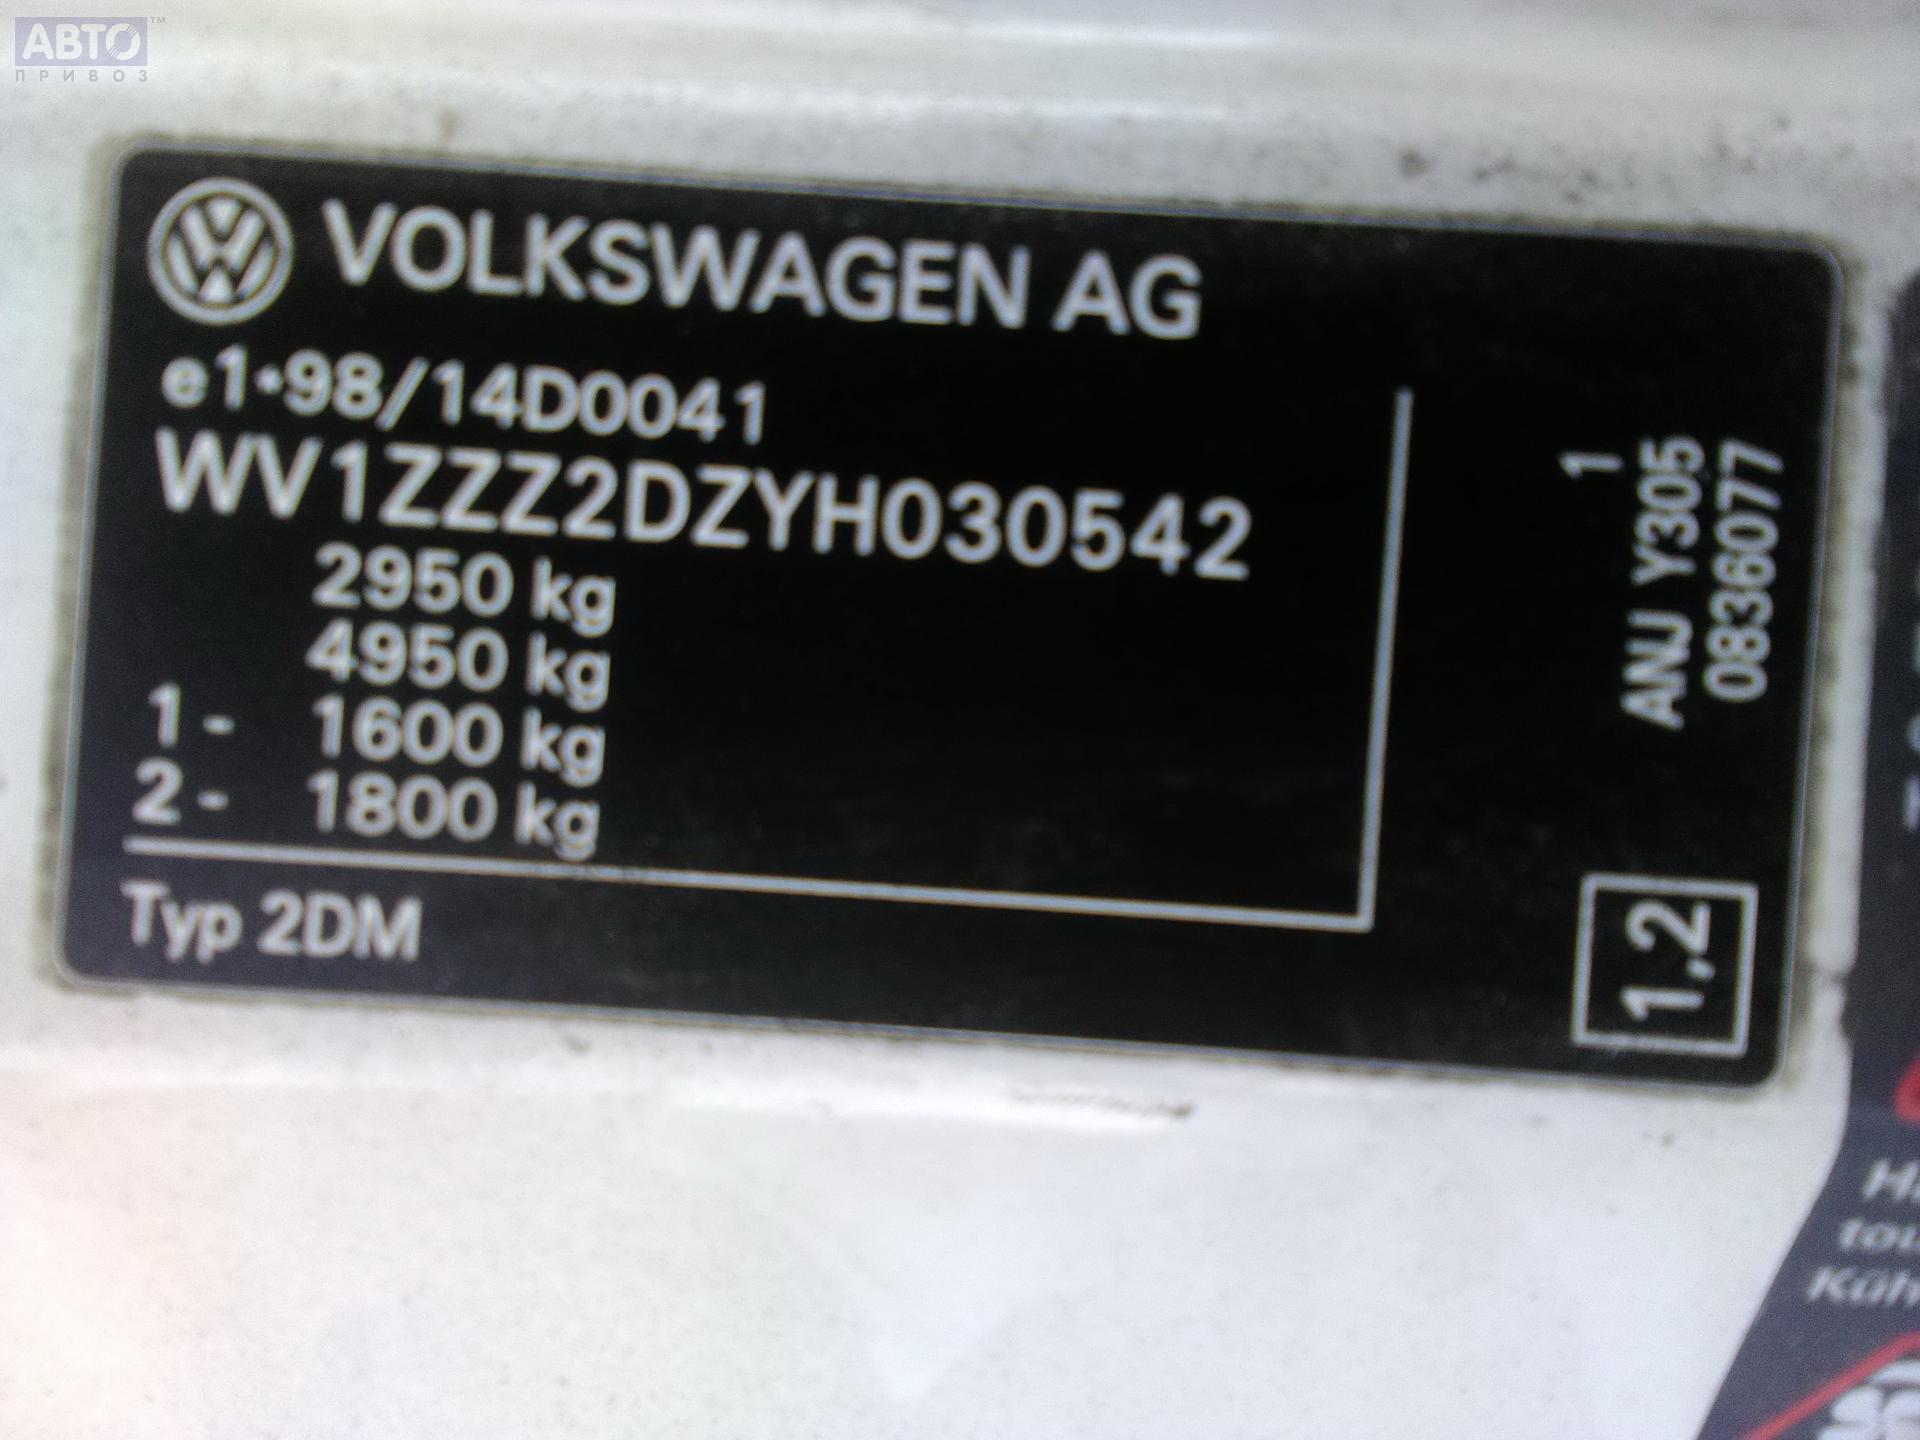 АВТО™
ПРИВОЗ
VOLKSWAGEN AG
e1•98/14D0041
WV1ZZZ2DZYH030542
2950 kg
4950 kg
1 - 1600 kg
2 - 1800 kg
Typ 2DM
1
ANJ Y305
0836077
1,2